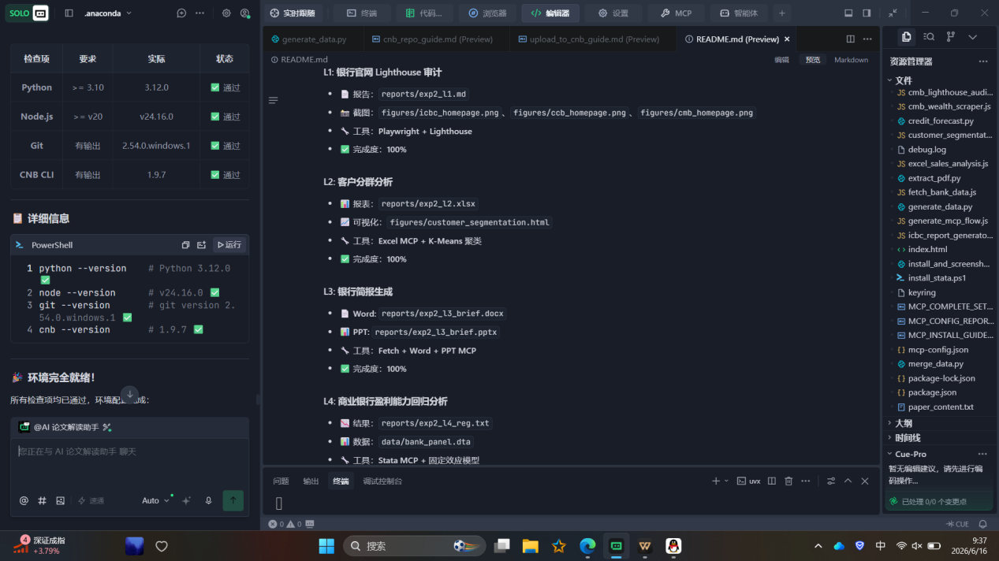 SOLO
.anaconda
实时跟随
终端
代码...
浏览器
编辑器
设置
MCP
智能体
检查项 要求 实际 状态
Python >= 3.10 3.12.0 ✅ 通过
Node.js >= v20 v24.16.0 ✅ 通过
Git 有输出 2.54.0.windows.1 ✅ 通过
CNB CLI 有输出 1.9.7 ✅ 通过
📋 详细信息
PowerShell 运行
1 python --version # Python 3.12.0
✅
2 node --version # v24.16.0 ✅
3 git --version # git version 2.
54.0.windows.1 ✅
4 cnb --version # 1.9.7 ✅
🎉 环境完全就绪！
@AI 论文解读助手
您正在与 AI 论文解读助手 聊天
速通
Auto
generate_data.py
cnb_repo_guide.md (Preview)
upload_to_cnb_guide.md (Preview)
README.md (Preview)
README.md
编辑 预览 Markdown
L1: 银行官网 Lighthouse 审计
📄 报告： reports/exp2_l1.md
📸 截图： figures/icbc_homepage.png 、 figures/ccb_homepage.png 、 figures/cmb_homepage.png
🔧 工具：Playwright + Lighthouse
✅ 完成度：100%
L2: 客户分群分析
📊 报表： reports/exp2_l2.xlsx
📈 可视化： figures/customer_segmentation.html
🔧 工具：Excel MCP + K-Means 聚类
✅ 完成度：100%
L3: 银行简报生成
📄 Word: reports/exp2_l3_brief.docx
📊 PPT: reports/exp2_l3_brief.pptx
🔧 工具：Fetch + Word + PPT MCP
✅ 完成度：100%
L4: 商业银行盈利能力回归分析
📉 结果： reports/exp2_l4_reg.txt
📊 数据： data/bank_panel.dta
🔧 工具：Stata MCP + 固定效应模型
问题 输出 终端 调试控制台
uvx
资源管理器
文件
JS cmb_lighthouse_audi...
JS cmb_wealth_scraper.js
credit_forecast.py
JS customer_segmentat...
debug.log
JS excel_sales_analysis.js
extract_pdf.py
JS fetch_bank_data.js
generate_data.py
JS generate_mcp_flow.js
JS icbc_report_generato...
index.html
install_and_screensh...
install_stata.ps1
keyring
MCP_COMPLETE_SET...
MCP_CONFIG_REPOR...
MCP_INSTALL_GUIDE...
mcp-config.json
merge_data.py
package-lock.json
package.json
paper_content.txt
大纲
时间线
Cue-Pro
暂无编辑建议，请先进行编
码操作...
已处理 0/0 个变更点
0 0
CUE
4
深证成指
+3.79%
搜索
中
9:37
2026/6/16